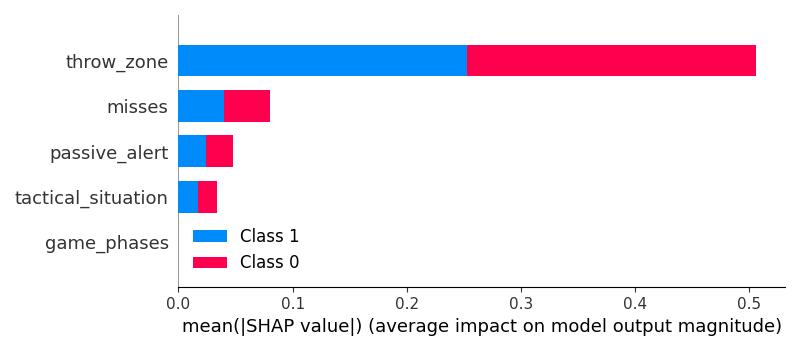 throw_zone
misses
passive_alert
tactical_situation
game_phases
Class 1
Class 0
0.0 0.1 0.2 0.3 0.4 0.5
mean(|SHAP value|) (average impact on model output magnitude)